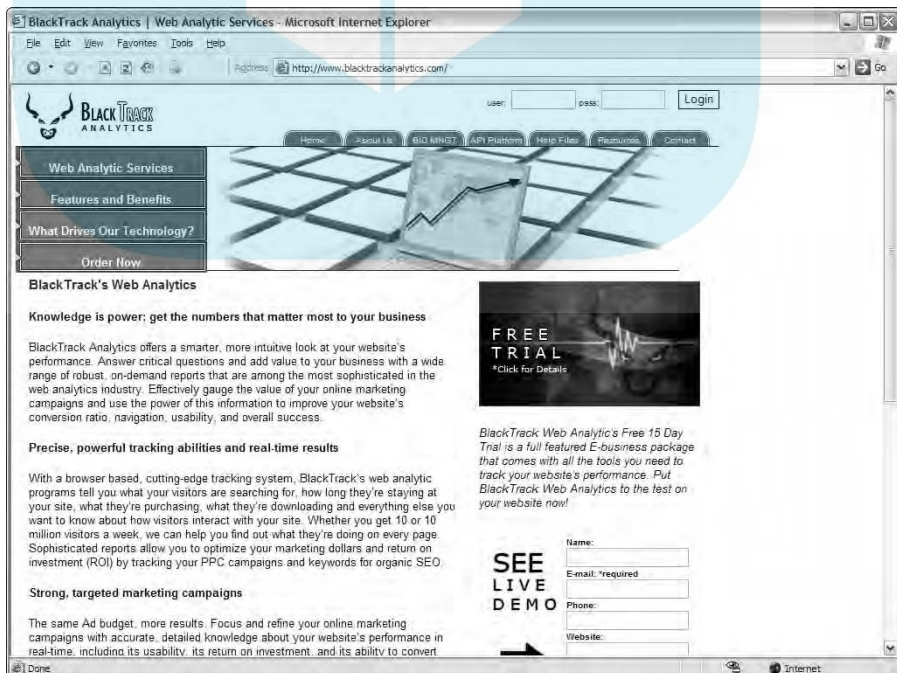 BlackTrack Analytics | Web Analytic Services - Microsoft Internet Explorer
File Edit View Favorites Tools Help
Address http://www.blacktrackanalytics.com/ Go
BLACK TRACK
ANALYTICS
user: pass: Login
Home About Us BID MNGT API Platform Help Files Resources Contact
Web Analytic Services
Features and Benefits
What Drives Our Technology?
Order Now
BlackTrack's Web Analytics
Knowledge is power; get the numbers that matter most to your business
BlackTrack Analytics offers a smarter, more intuitive look at your website's
performance. Answer critical questions and add value to your business with a wide
range of robust, on-demand reports that are among the most sophisticated in the
web analytics industry. Effectively gauge the value of your online marketing
campaigns and use the power of this information to improve your website's
conversion ratio, navigation, usability, and overall success.
Precise, powerful tracking abilities and real-time results
With a browser based, cutting-edge tracking system, BlackTrack's web analytic
programs tell you what your visitors are searching for, how long they're staying at
your site, what they're purchasing, what they're downloading and everything else you
want to know about how visitors interact with your site. Whether you get 10 or 10
million visitors a week, we can help you find out what they're doing on every page.
Sophisticated reports allow you to optimize your marketing dollars and return on
investment (ROI) by tracking your PPC campaigns and keywords for organic SEO
Strong, targeted marketing campaigns
The same Ad budget, more results. Focus and refine your online marketing
campaigns with accurate, detailed knowledge about your website's performance in
real-time, including its usability, its return on investment, and its ability to convert
FREE
TRIAL
*Click for Details
BlackTrack Web Analytic's Free 15 Day
Trial is a full featured E-business package
that comes with all the tools you need to
track your website's performance. Put
BlackTrack Web Analytics to the test on
your website now!
SEE
LIVE
DEMO
Name:
E-mail: *required
Phone:
Website:
Done Internet